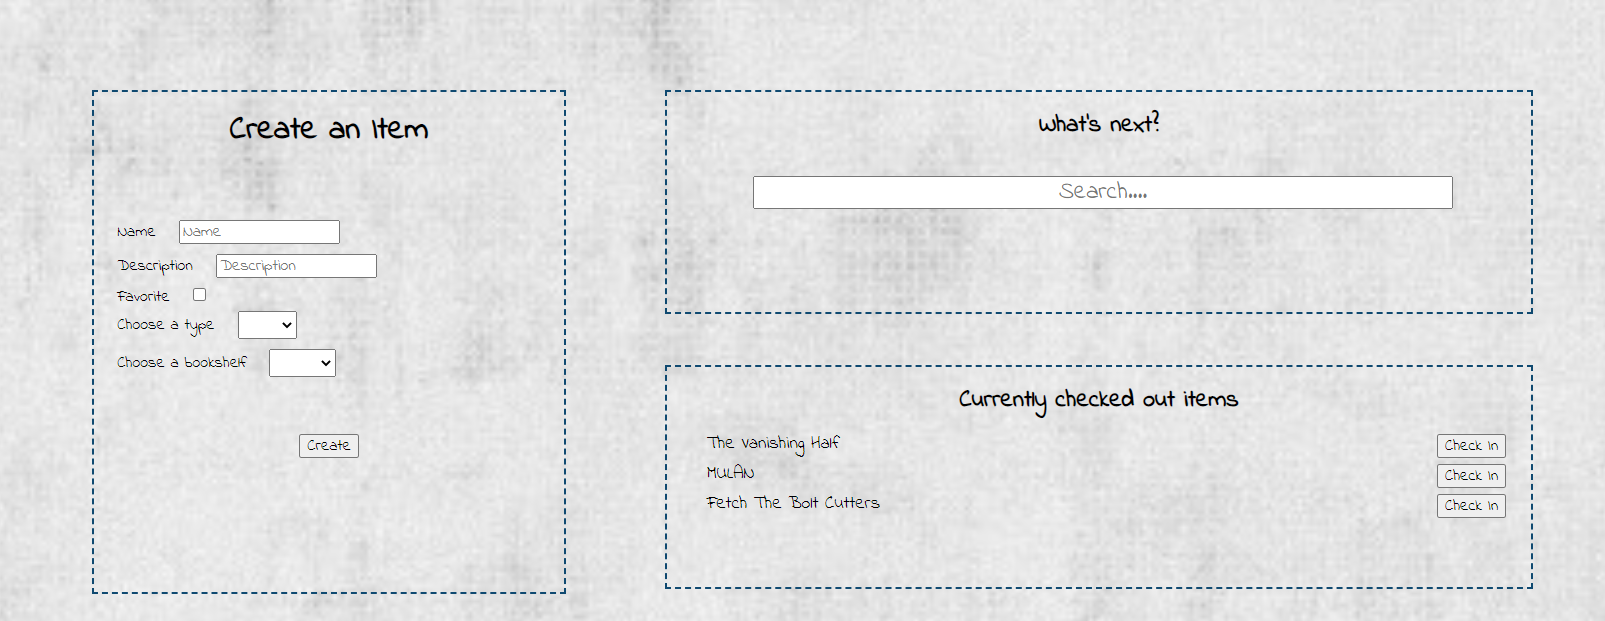 Create an Item
Name Name
Description Description
Favorite
Choose a type
Choose a bookshelf
Create
What's next?
Search....
Currently checked out items
The Vanishing Half Check In
MULAN Check In
Fetch The Bolt Cutters Check In